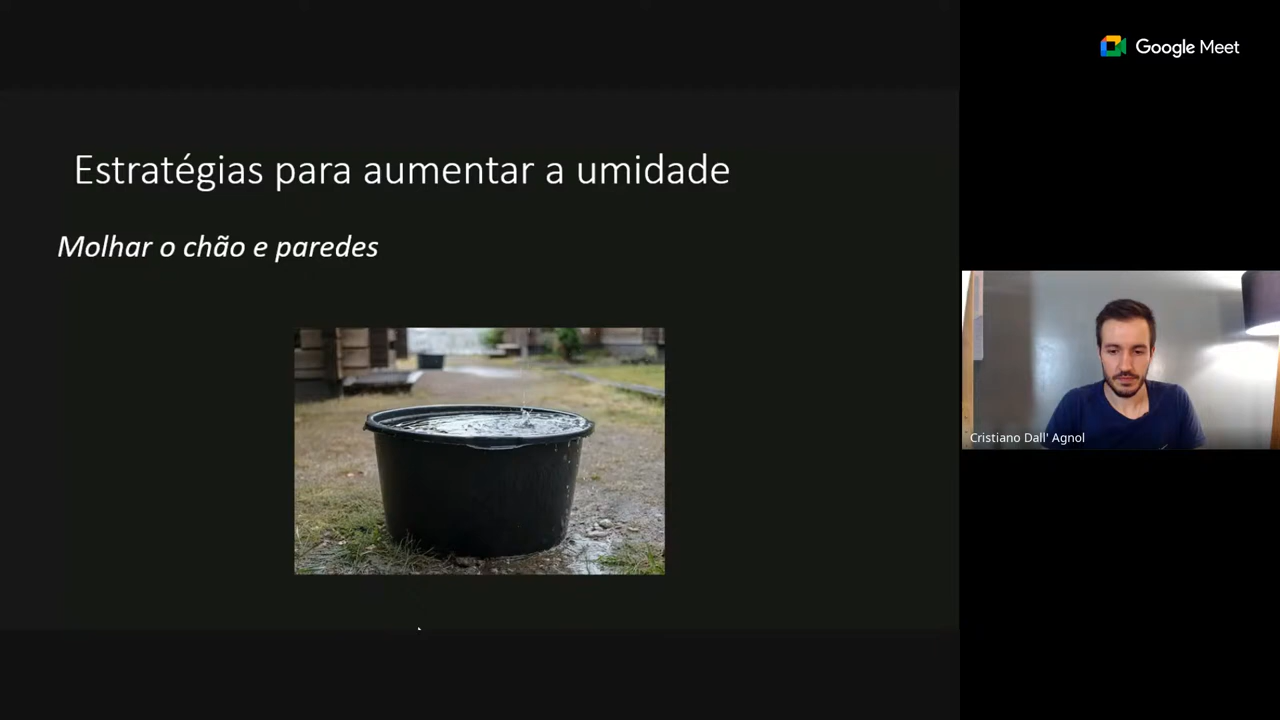 Google Meet
Estratégias para aumentar a umidade
Molhar o chão e paredes
Cristiano Dall' Agnol